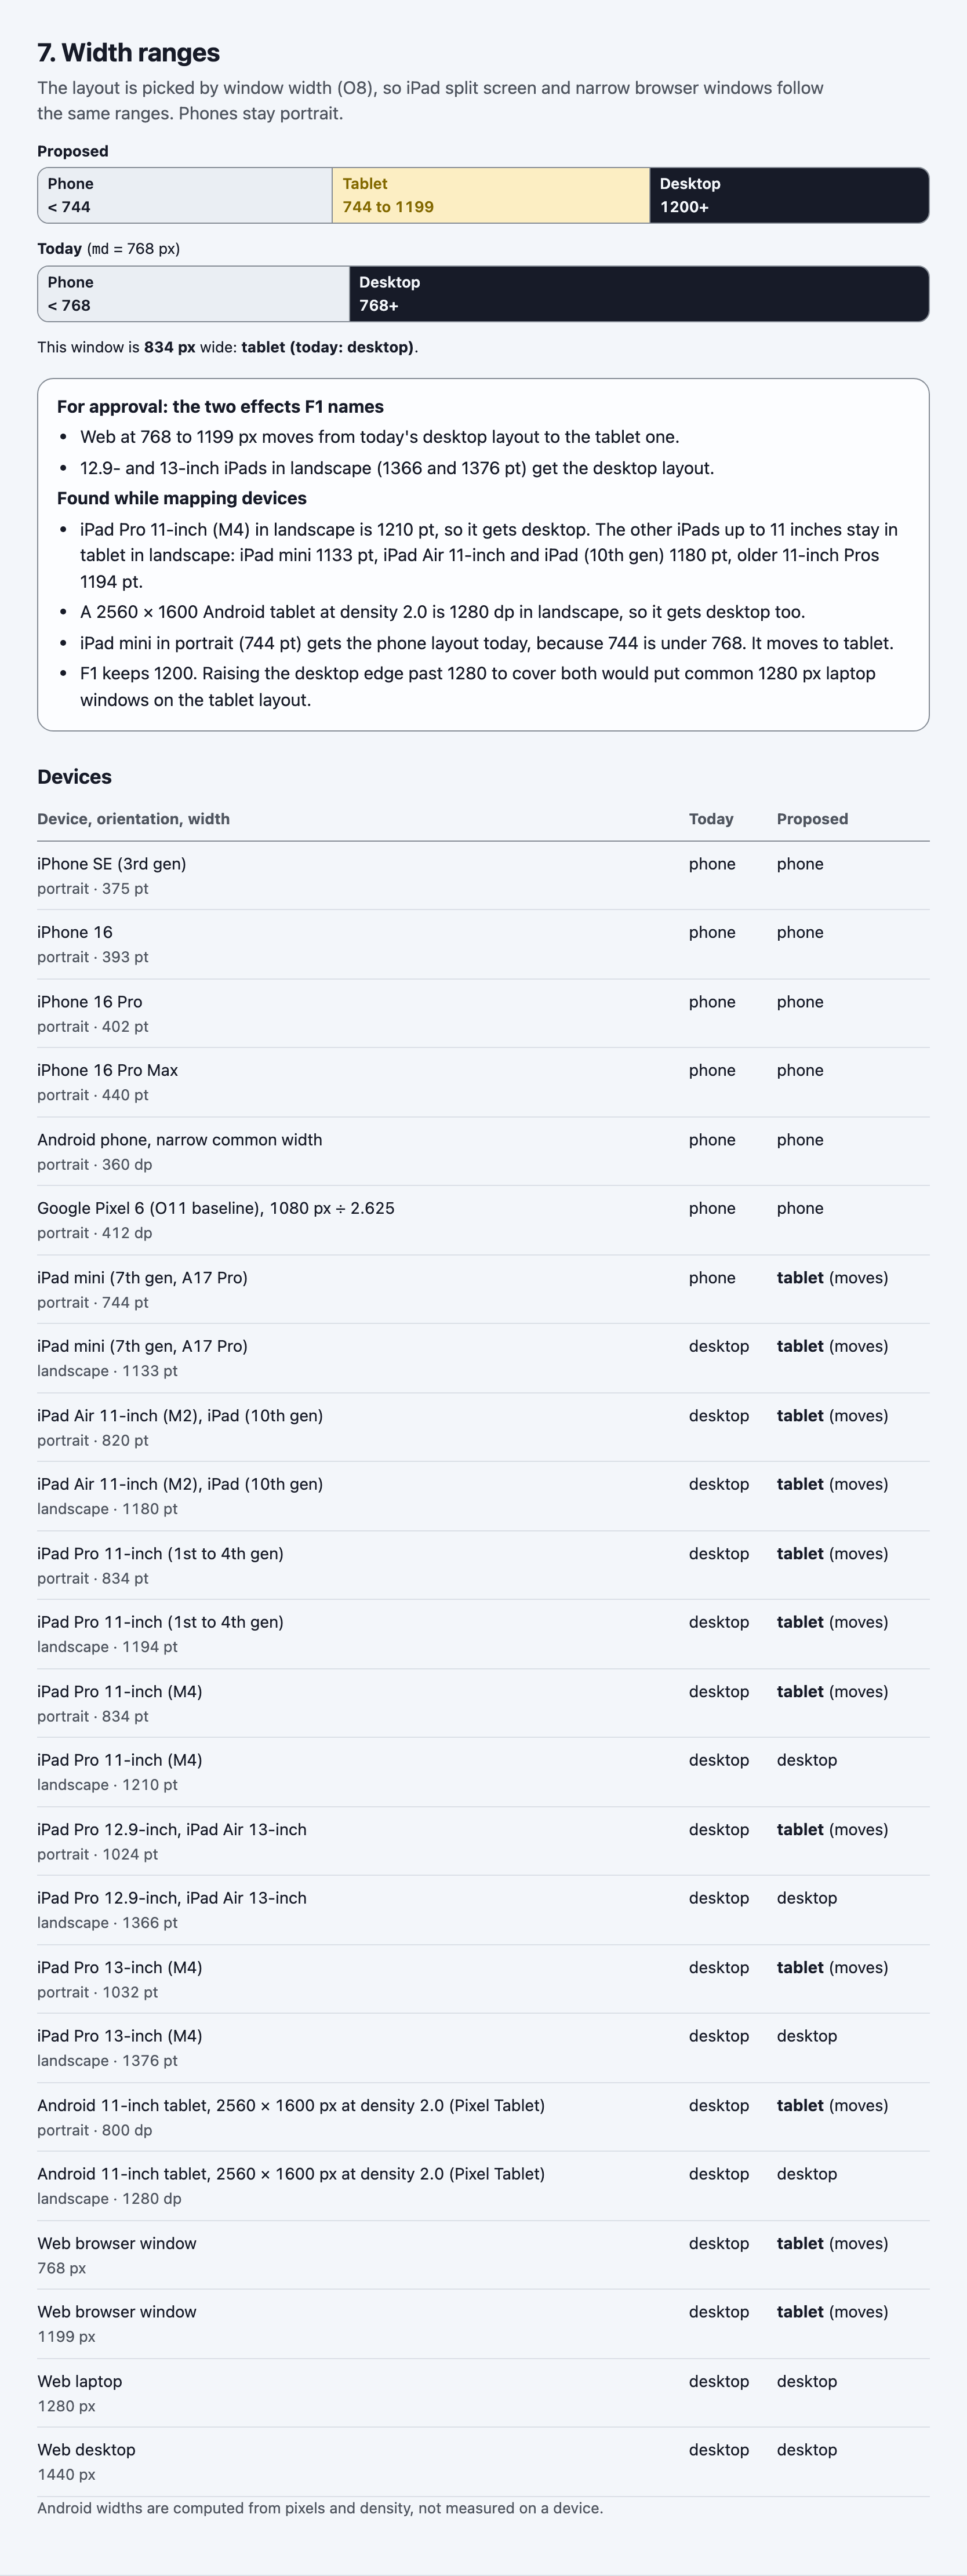 7. Width ranges
The layout is picked by window width (O8), so iPad split screen and narrow browser windows follow
the same ranges. Phones stay portrait.
Proposed
Phone
< 744
Tablet
744 to 1199
Desktop
1200+
Today (md = 768 px)
Phone
< 768
Desktop
768+
This window is 834 px wide: tablet (today: desktop).
For approval: the two effects F1 names
• Web at 768 to 1199 px moves from today's desktop layout to the tablet one.
• 12.9- and 13-inch iPads in landscape (1366 and 1376 pt) get the desktop layout.
Found while mapping devices
• iPad Pro 11-inch (M4) in landscape is 1210 pt, so it gets desktop. The other iPads up to 11 inches stay in
tablet in landscape: iPad mini 1133 pt, iPad Air 11-inch and iPad (10th gen) 1180 pt, older 11-inch Pros
1194 pt.
• A 2560 × 1600 Android tablet at density 2.0 is 1280 dp in landscape, so it gets desktop too.
• iPad mini in portrait (744 pt) gets the phone layout today, because 744 is under 768. It moves to tablet.
• F1 keeps 1200. Raising the desktop edge past 1280 to cover both would put common 1280 px laptop
windows on the tablet layout.
Devices
Device, orientation, width Today Proposed
iPhone SE (3rd gen) phone phone
portrait · 375 pt
iPhone 16 phone phone
portrait · 393 pt
iPhone 16 Pro phone phone
portrait · 402 pt
iPhone 16 Pro Max phone phone
portrait · 440 pt
Android phone, narrow common width phone phone
portrait · 360 dp
Google Pixel 6 (O11 baseline), 1080 px ÷ 2.625 phone phone
portrait · 412 dp
iPad mini (7th gen, A17 Pro) phone tablet (moves)
portrait · 744 pt
iPad mini (7th gen, A17 Pro) desktop tablet (moves)
landscape · 1133 pt
iPad Air 11-inch (M2), iPad (10th gen) desktop tablet (moves)
portrait · 820 pt
iPad Air 11-inch (M2), iPad (10th gen) desktop tablet (moves)
landscape · 1180 pt
iPad Pro 11-inch (1st to 4th gen) desktop tablet (moves)
portrait · 834 pt
iPad Pro 11-inch (1st to 4th gen) desktop tablet (moves)
landscape · 1194 pt
iPad Pro 11-inch (M4) desktop tablet (moves)
portrait · 834 pt
iPad Pro 11-inch (M4) desktop desktop
landscape · 1210 pt
iPad Pro 12.9-inch, iPad Air 13-inch desktop tablet (moves)
portrait · 1024 pt
iPad Pro 12.9-inch, iPad Air 13-inch desktop desktop
landscape · 1366 pt
iPad Pro 13-inch (M4) desktop tablet (moves)
portrait · 1032 pt
iPad Pro 13-inch (M4) desktop desktop
landscape · 1376 pt
Android 11-inch tablet, 2560 × 1600 px at density 2.0 (Pixel Tablet) desktop tablet (moves)
portrait · 800 dp
Android 11-inch tablet, 2560 × 1600 px at density 2.0 (Pixel Tablet) desktop desktop
landscape · 1280 dp
Web browser window desktop tablet (moves)
768 px
Web browser window desktop tablet (moves)
1199 px
Web laptop desktop desktop
1280 px
Web desktop desktop desktop
1440 px
Android widths are computed from pixels and density, not measured on a device.